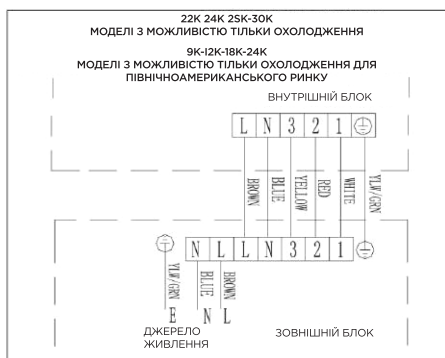 22K 24K 2SK-30K
МОДЕЛІ З МОЖЛИВІСТЮ ТІЛЬКИ ОХОЛОДЖЕННЯ
9K-I2K-18K-24K
МОДЕЛІ З МОЖЛИВІСТЮ ТІЛЬКИ ОХОЛОДЖЕННЯ ДЛЯ
ПІВНІЧНОАМЕРИКАНСЬКОГО РИНКУ
ВНУТРІШНІЙ БЛОК
L N 3 2 1
BROWN BLUE YELLOW RED WHITE YLW/GRN
N L L N 3 2 1
YLW/GRN BLUE BROWN
E N L
ДЖЕРЕЛО
ЖИВЛЕННЯ
ЗОВНІШНІЙ БЛОК